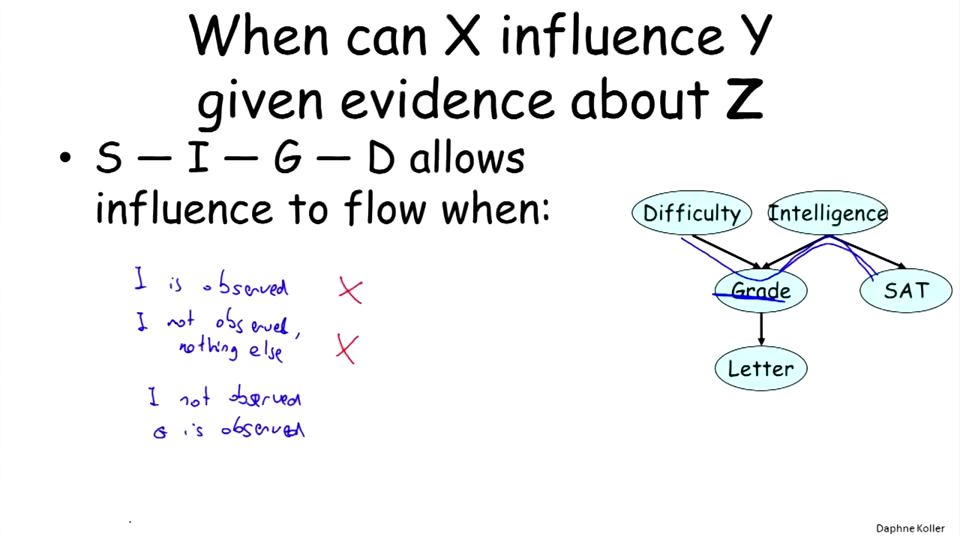 When can X influence Y
given evidence about Z
• S — I — G — D allows
influence to flow when:
I is observed X
I not observed,
nothing else X
I not observed
G is observed
Difficulty Intelligence
Grade SAT
Letter
Daphne Koller